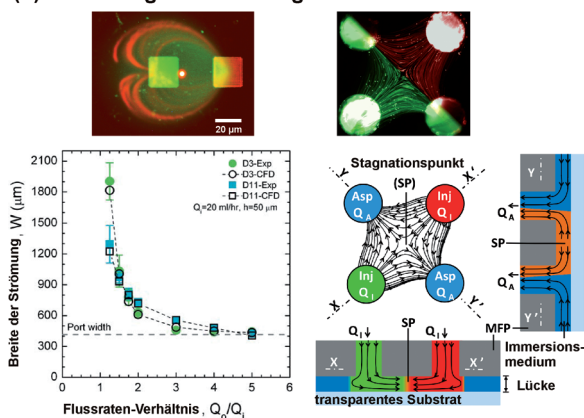 20 µm
2100
1800
1500
1200
900
600
300
0
0 1 2 3 4 5 6
Breite der Strömung, W (µm)
Flussraten-Verhältnis, Qo/Qi
D3-Exp
D3-CFD
D11-Exp
D11-CFD
Qi=20 ml/hr, h=50 µm
Port width
Stagnationspunkt
(SP)
Y
X'
Asp
QA
Inj
QI
Inj
QI
Asp
QA
X
Y'
Y'
QA
SP
QA
Y'
QI
SP
QI
MFP
X
X'
Immersions-
medium
Lücke
transparentes Substrat